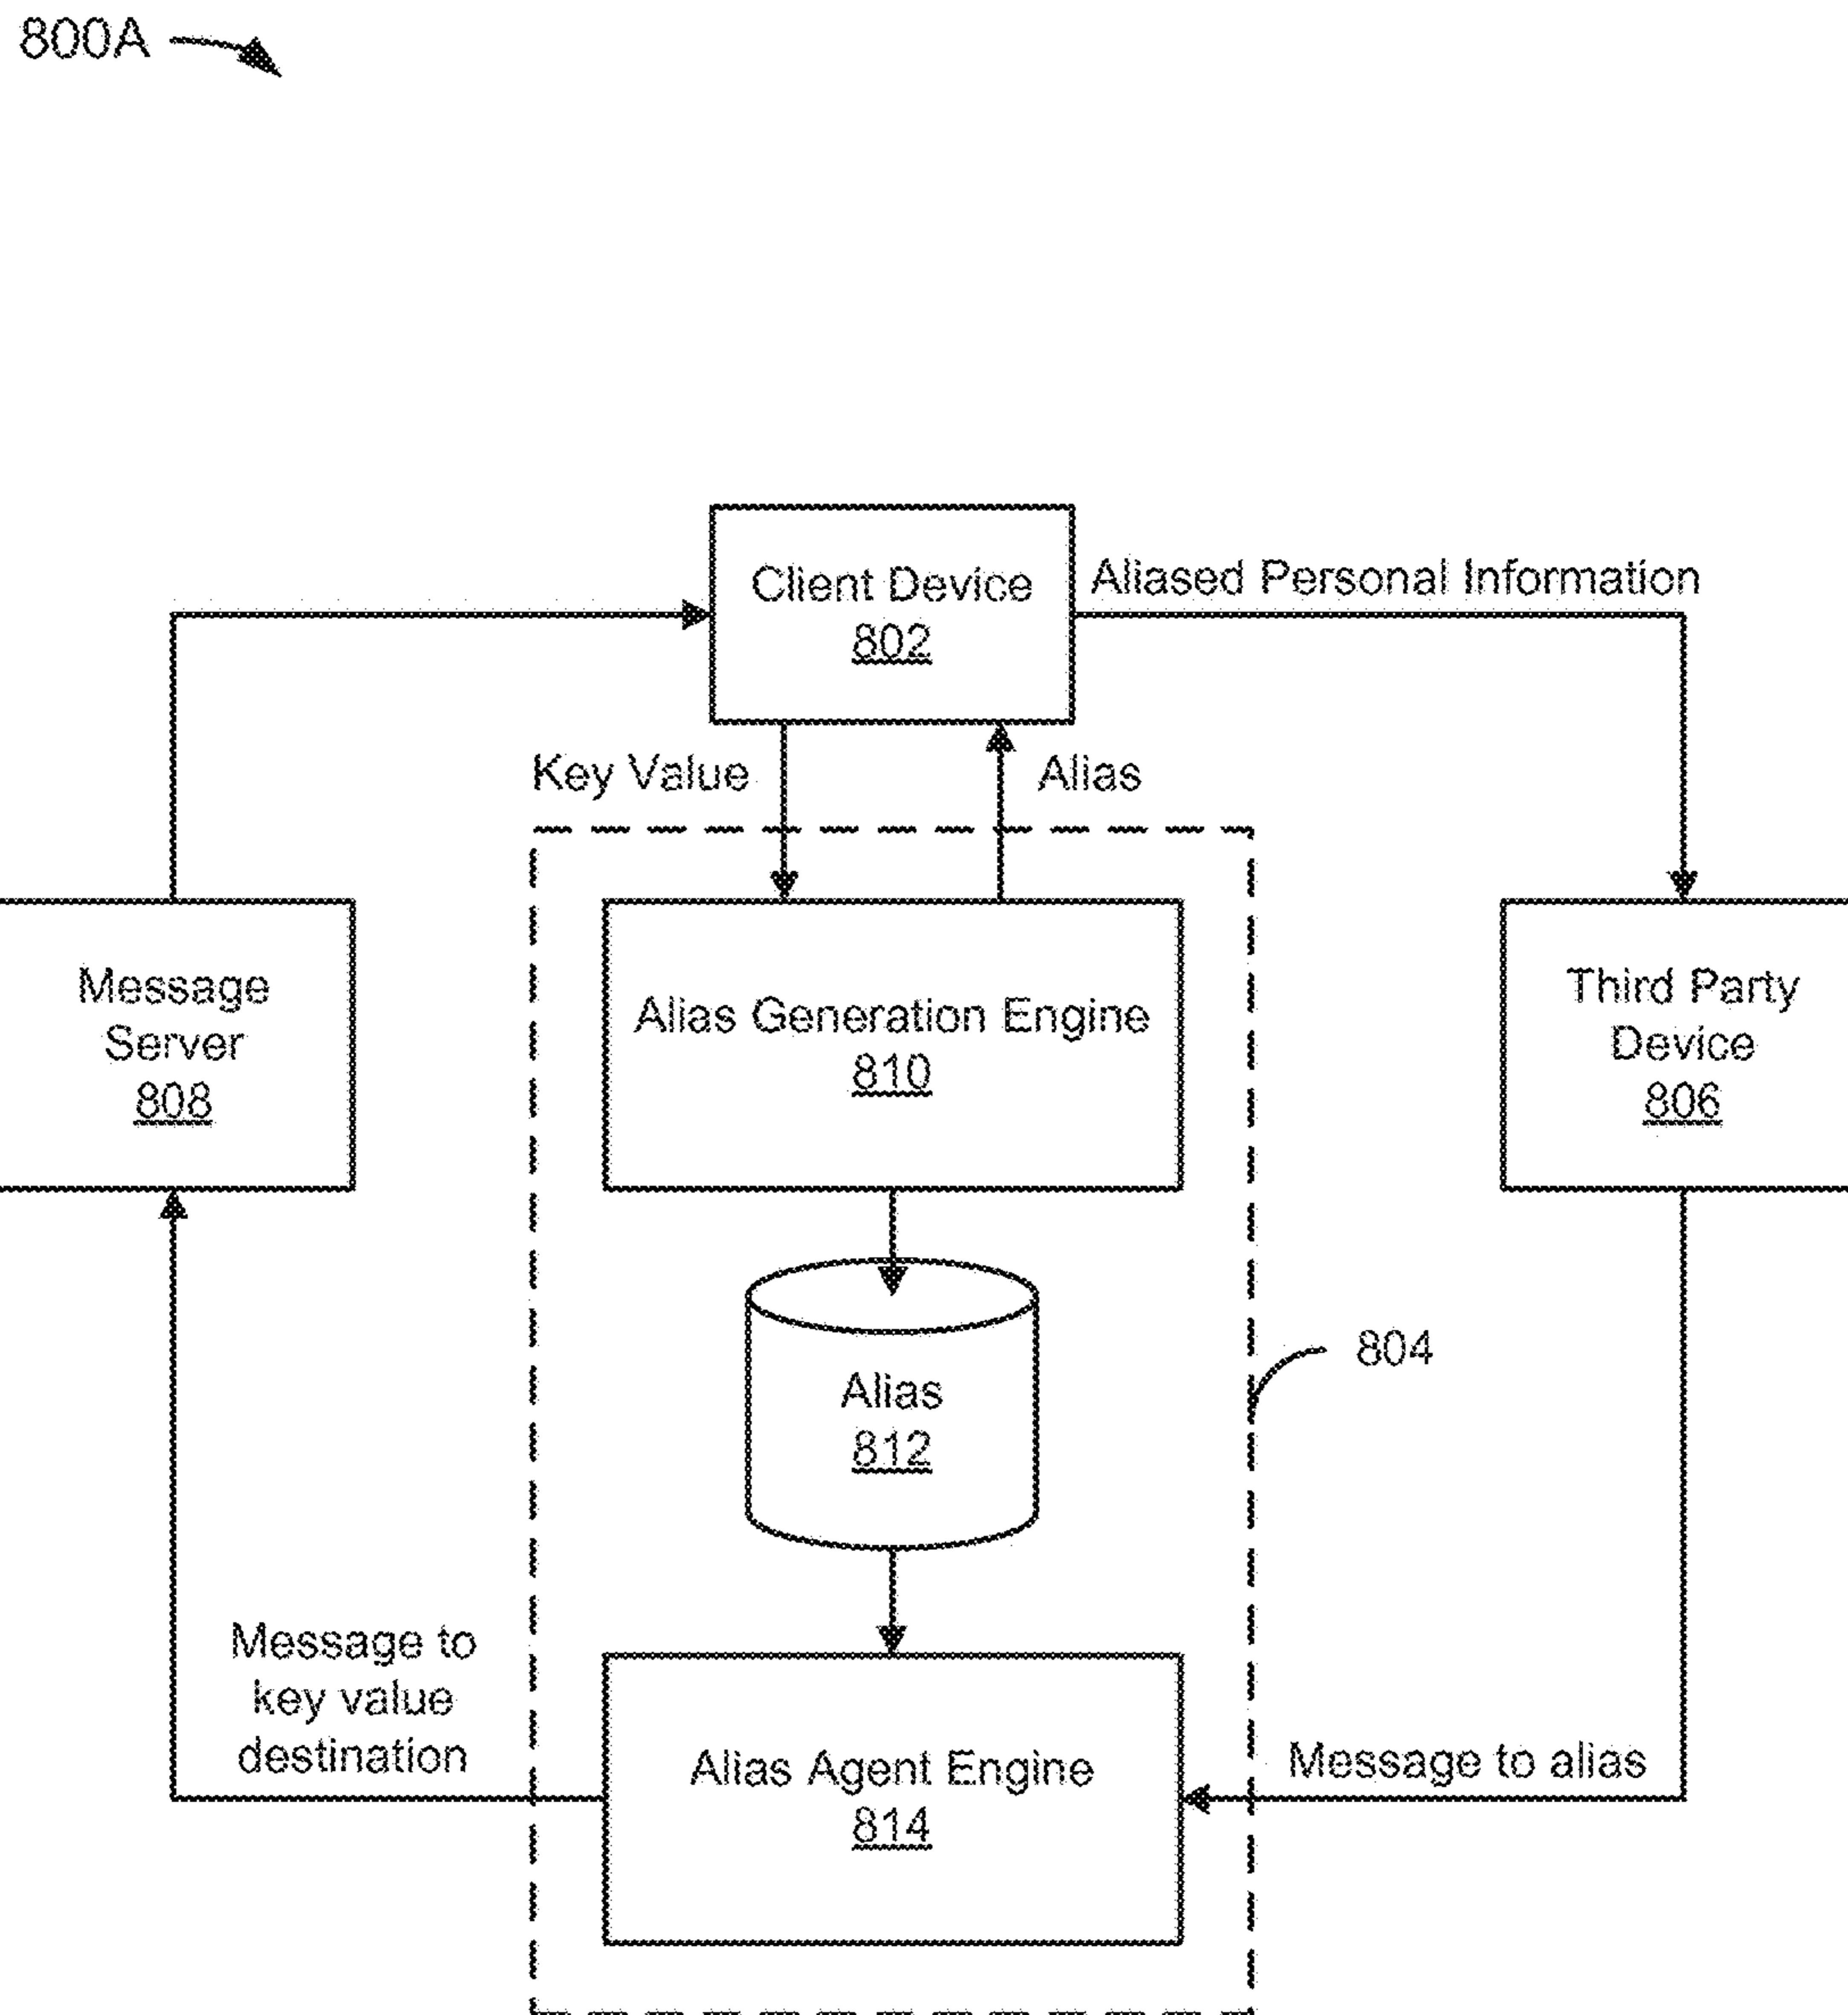 800A
Client Device
802
Aliased Personal Information
Key Value
Alias
Message
Server
808
Alias Generation Engine
810
Third Party
Device
806
Alias
812
804
Message to
key value
destination
Alias Agent Engine
814
Message to alias